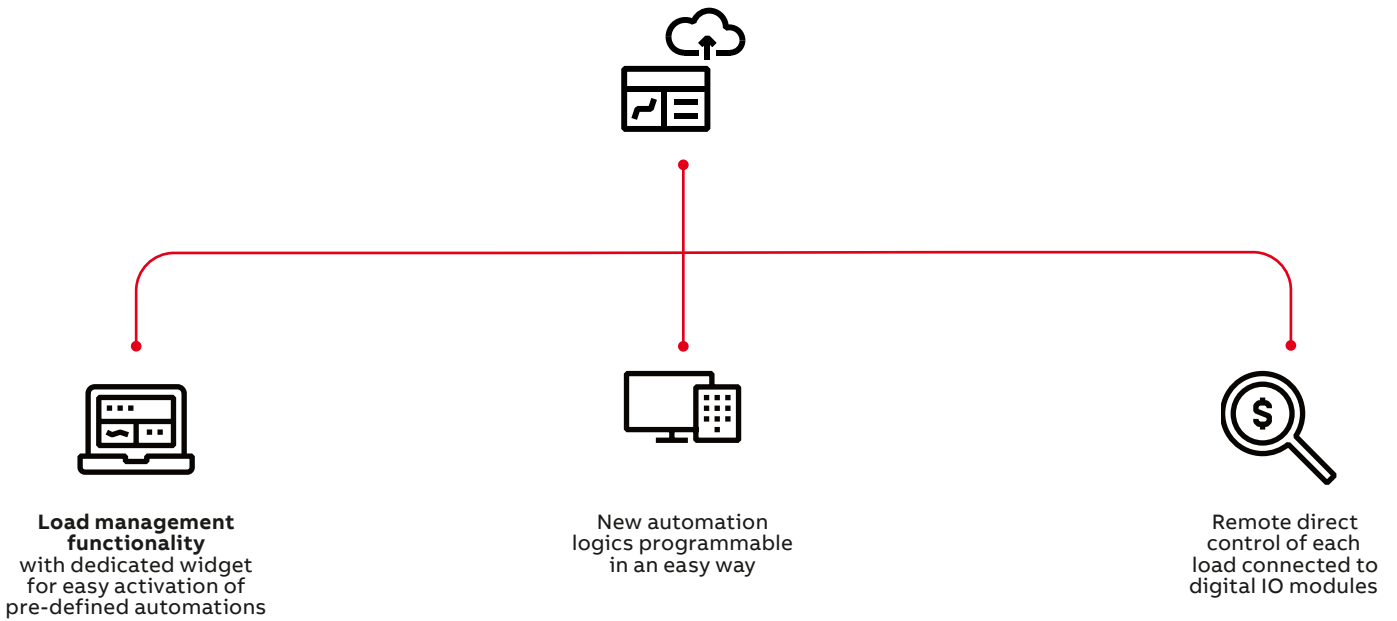 Load management
functionality
with dedicated widget
for easy activation of
pre-defined automations
New automation
logics programmable
in an easy way
Remote direct
control of each
load connected to
digital IO modules
$